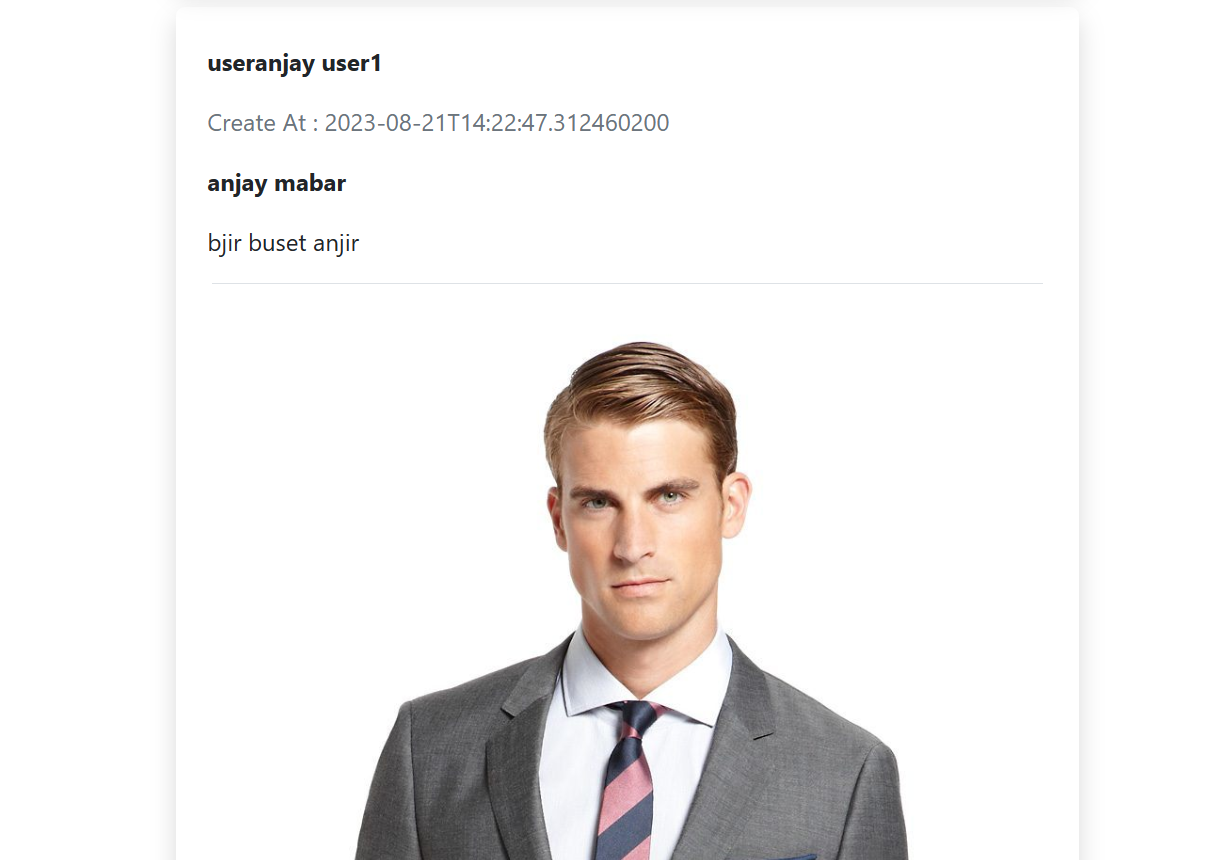 useranjay user1
Create At : 2023-08-21T14:22:47.312460200
anjay mabar
bjir buset anjir